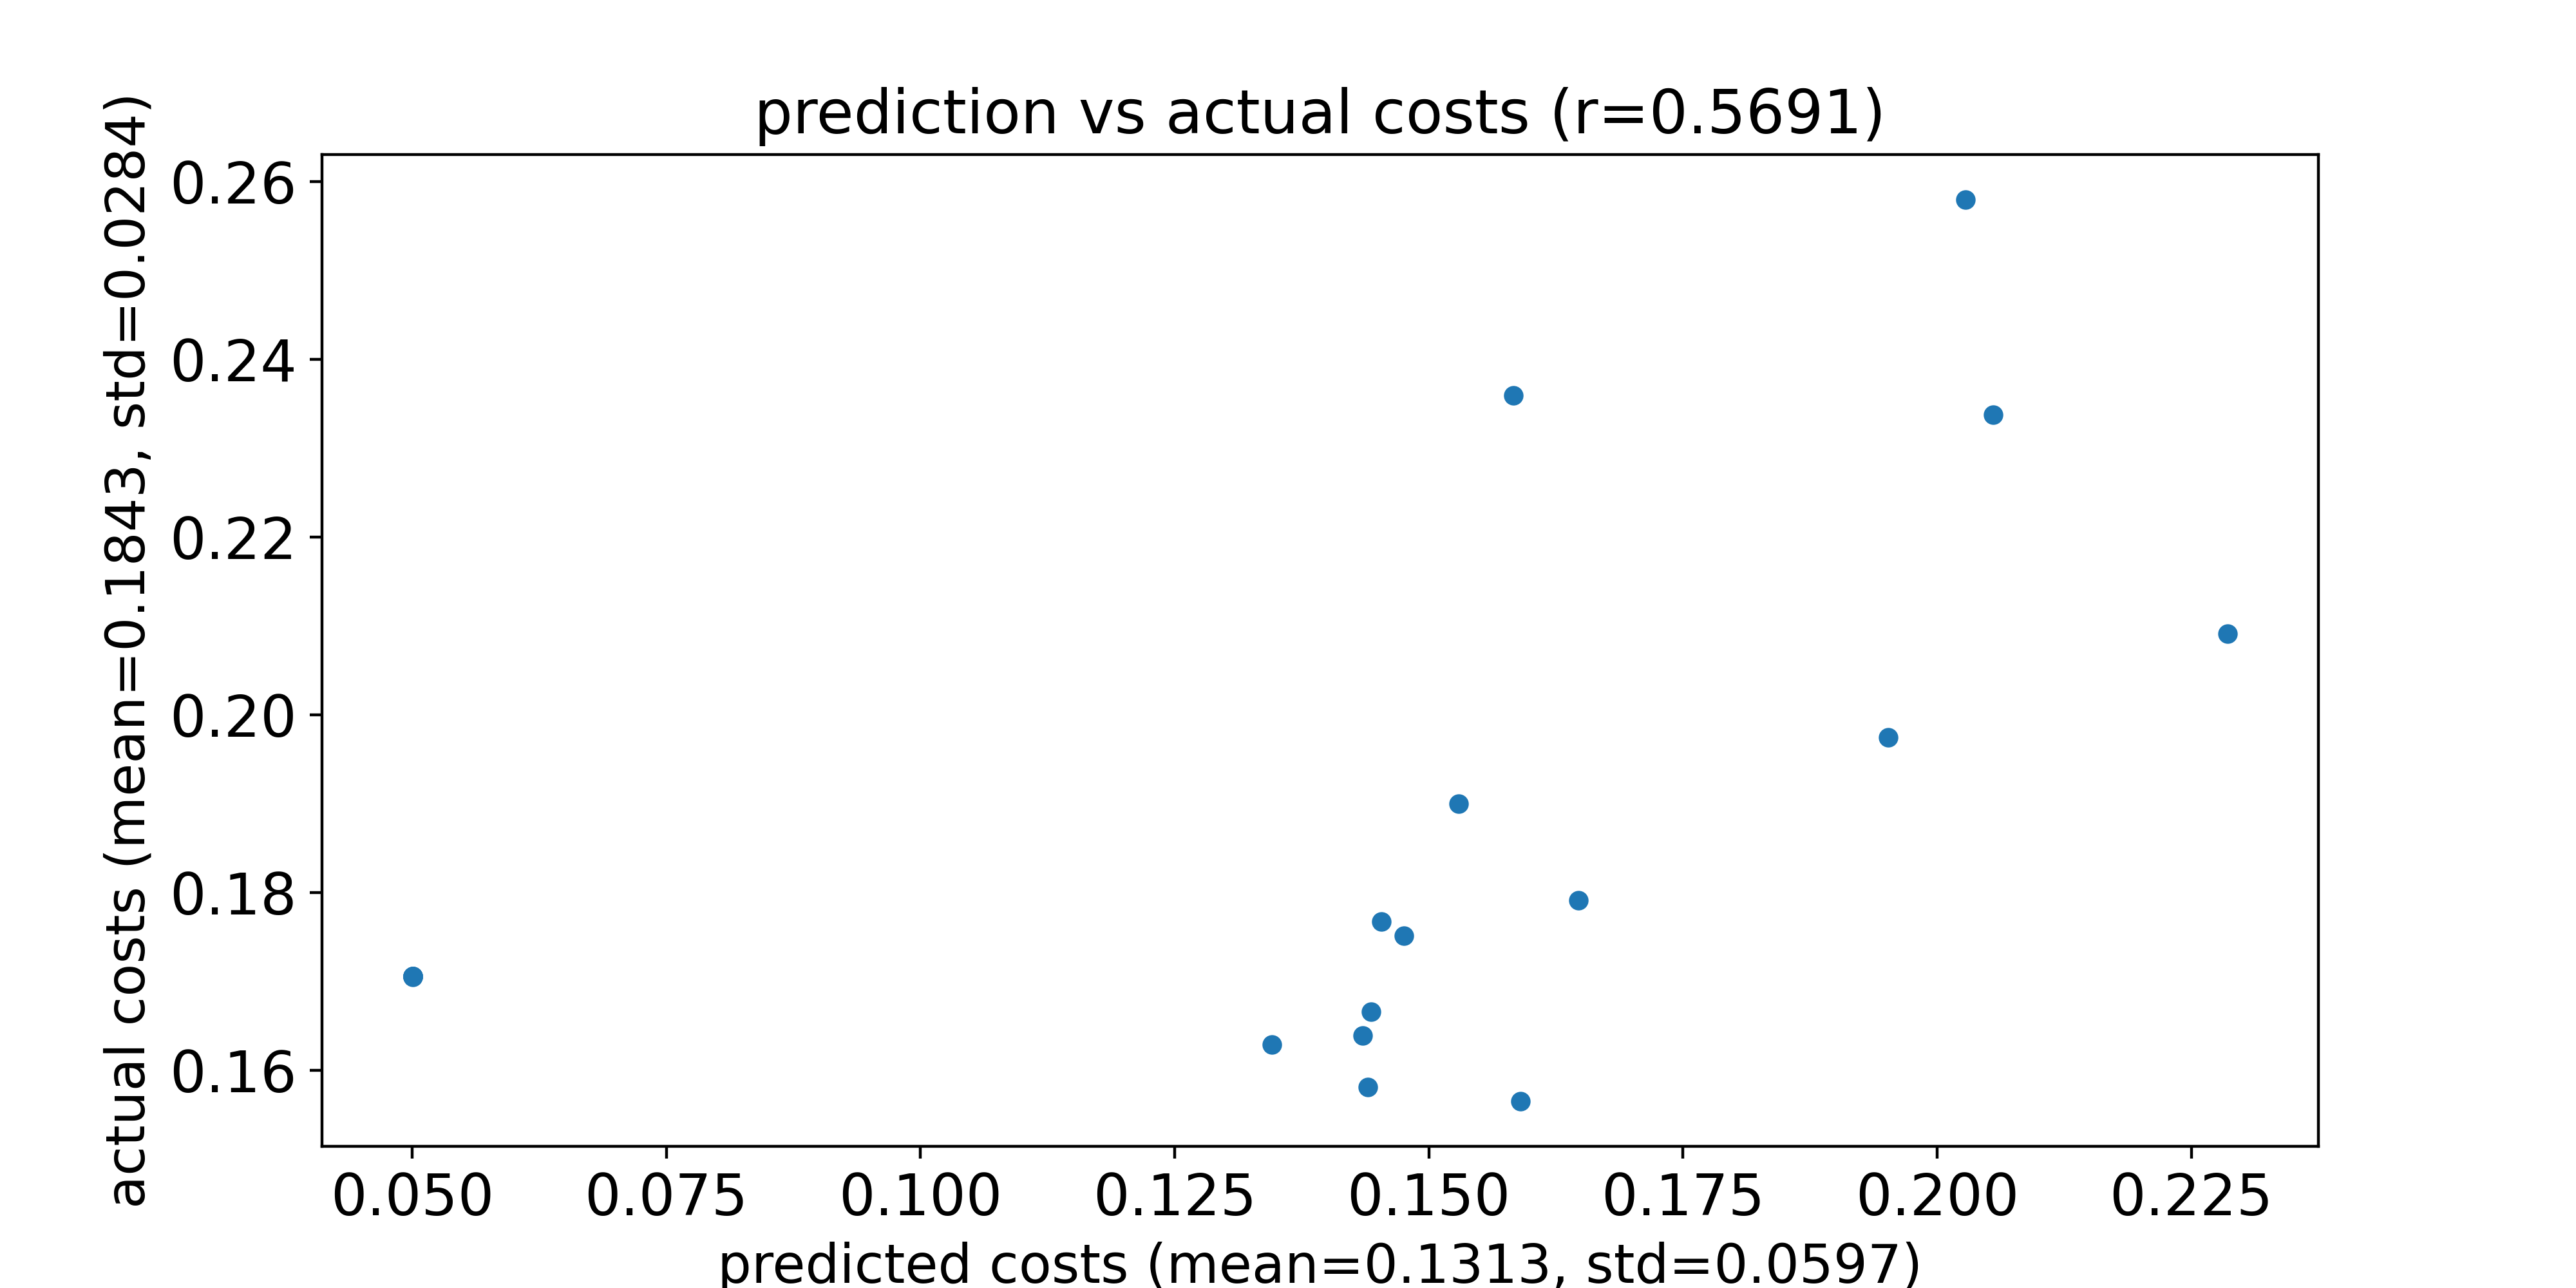 prediction vs actual costs (r=0.5691)
actual costs (mean=0.1843, std=0.0284)
0.26
0.24
0.22
0.20
0.18
0.16
0.050 0.075 0.100 0.125 0.150 0.175 0.200 0.225
predicted costs (mean=0.1313, std=0.0597)